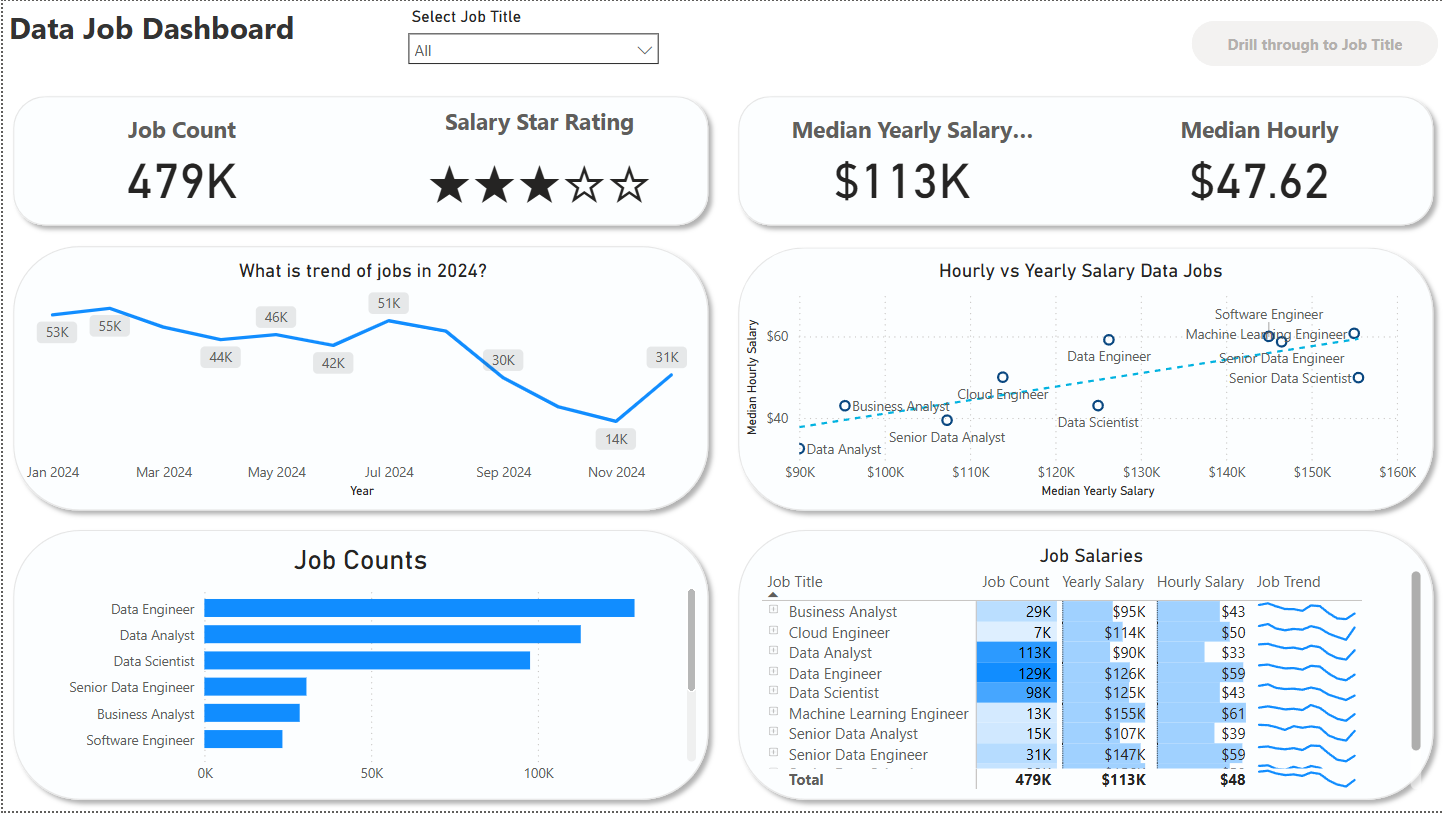 Data Job Dashboard
Select Job Title
All
Drill through to Job Title
Job Count
479K
Salary Star Rating
Median Yearly Salary...
$113K
Median Hourly
$47.62
What is trend of jobs in 2024?
53K
55K
44K
46K
42K
51K
30K
14K
31K
Jan 2024
Mar 2024
May 2024
Jul 2024
Sep 2024
Nov 2024
Year
Hourly vs Yearly Salary Data Jobs
Median Hourly Salary
$60
$40
Software Engineer
Machine Learning Engineer
Data Engineer
Senior Data Engineer
Senior Data Scientist
Cloud Engineer
Business Analyst
Data Scientist
Senior Data Analyst
Data Analyst
$90K
$100K
$110K
$120K
$130K
$140K
$150K
$160K
Median Yearly Salary
Job Counts
Data Engineer
Data Analyst
Data Scientist
Senior Data Engineer
Business Analyst
Software Engineer
0K
50K
100K
Job Salaries
Job Title Job Count Yearly Salary Hourly Salary Job Trend
Business Analyst 29K $95K $43
Cloud Engineer 7K $114K $50
Data Analyst 113K $90K $33
Data Engineer 129K $126K $59
Data Scientist 98K $125K $43
Machine Learning Engineer 13K $155K $61
Senior Data Analyst 15K $107K $39
Senior Data Engineer 31K $147K $59
Total 479K $113K $48